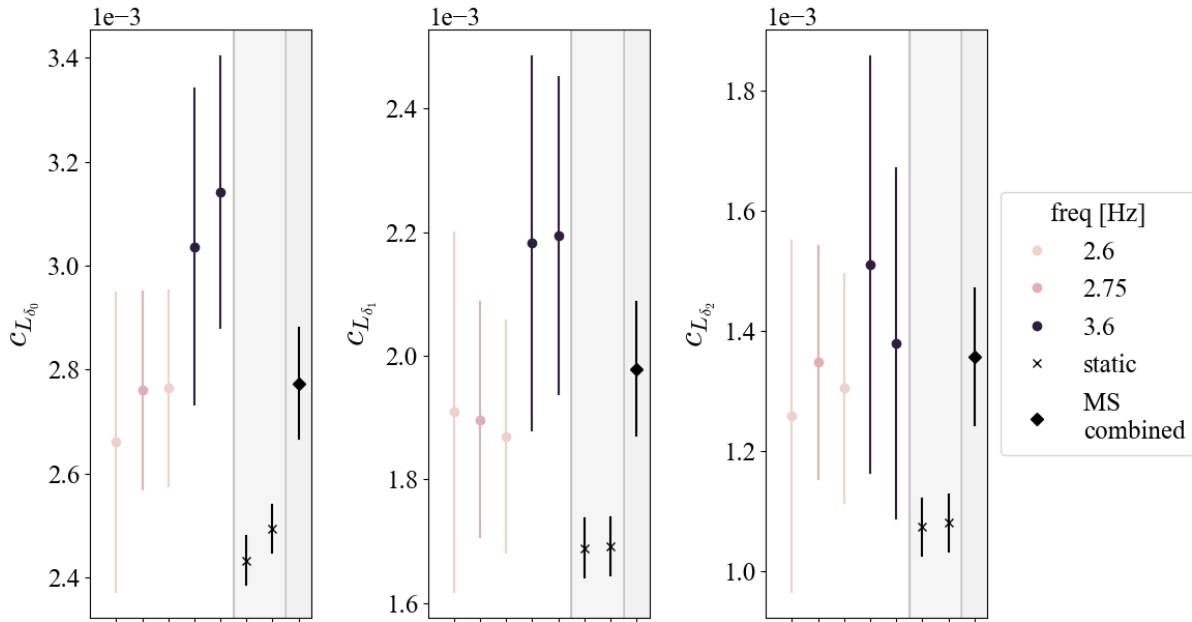 1e−3
3.4
3.2
3.0
2.8
2.6
2.4
c_{L_{δ_0}}
1e−3
2.4
2.2
2.0
1.8
1.6
c_{L_{δ_1}}
1e−3
1.8
1.6
1.4
1.2
1.0
c_{L_{δ_2}}
freq [Hz]
2.6
2.75
3.6
static
MS
combined